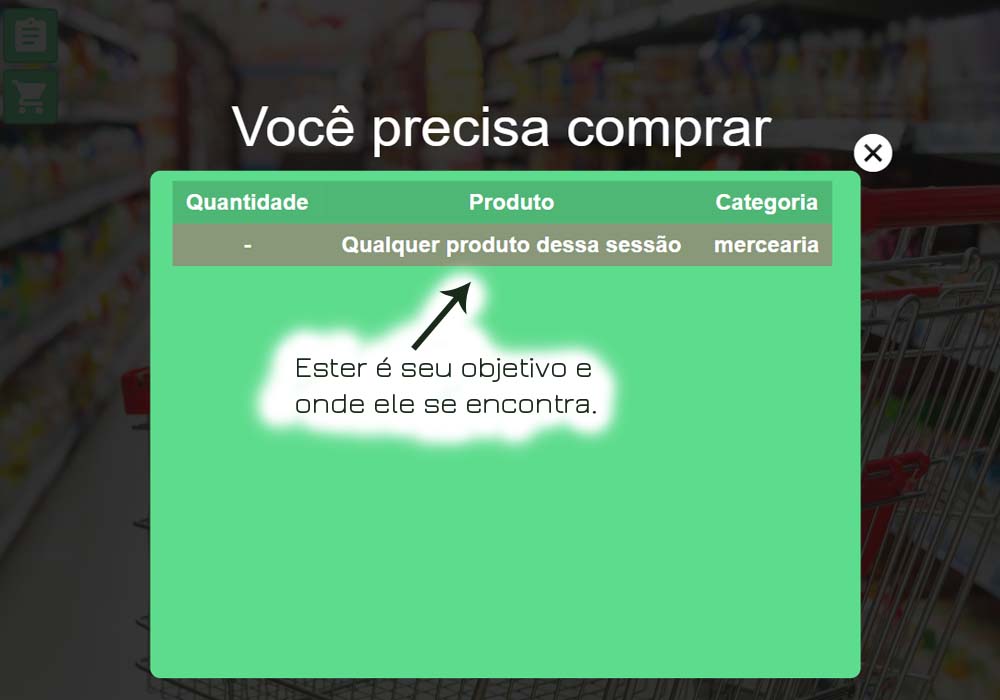 Você precisa comprar
Quantidade Produto Categoria
- Qualquer produto dessa sessão mercearia
Ester é seu objetivo e
onde ele se encontra.